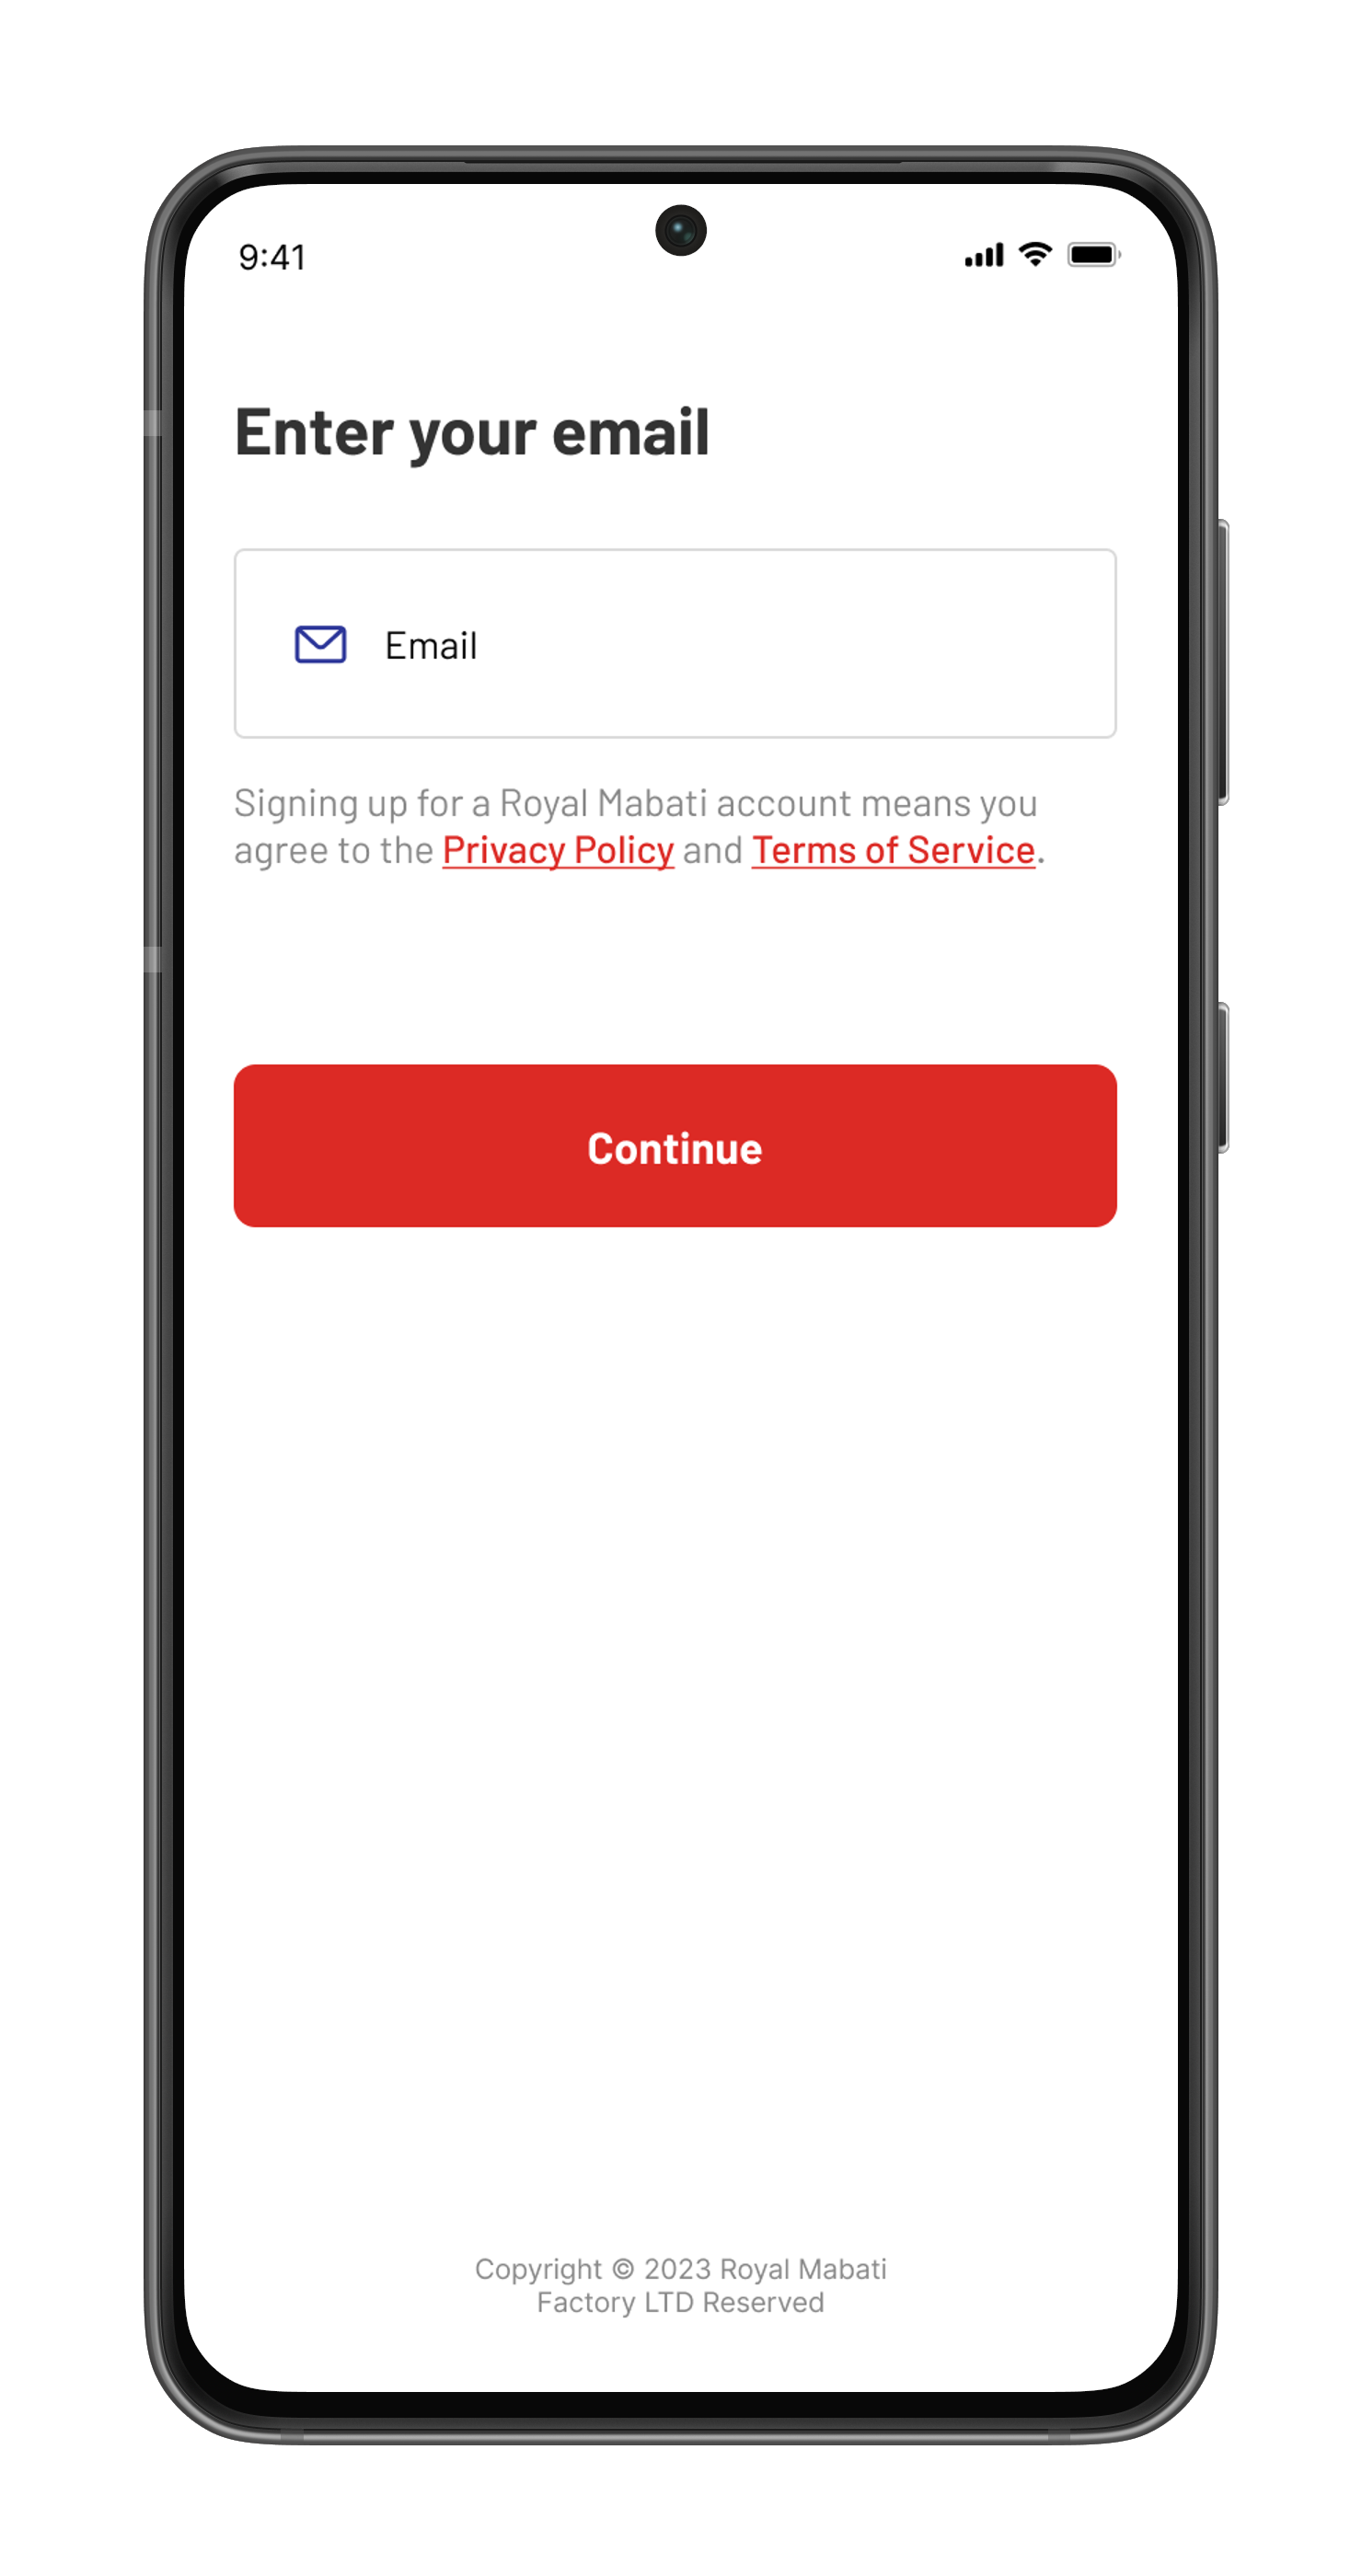 9:41
Enter your email
Email
Signing up for a Royal Mabati account means you
agree to the Privacy Policy and Terms of Service.
Continue
Copyright © 2023 Royal Mabati
Factory LTD Reserved